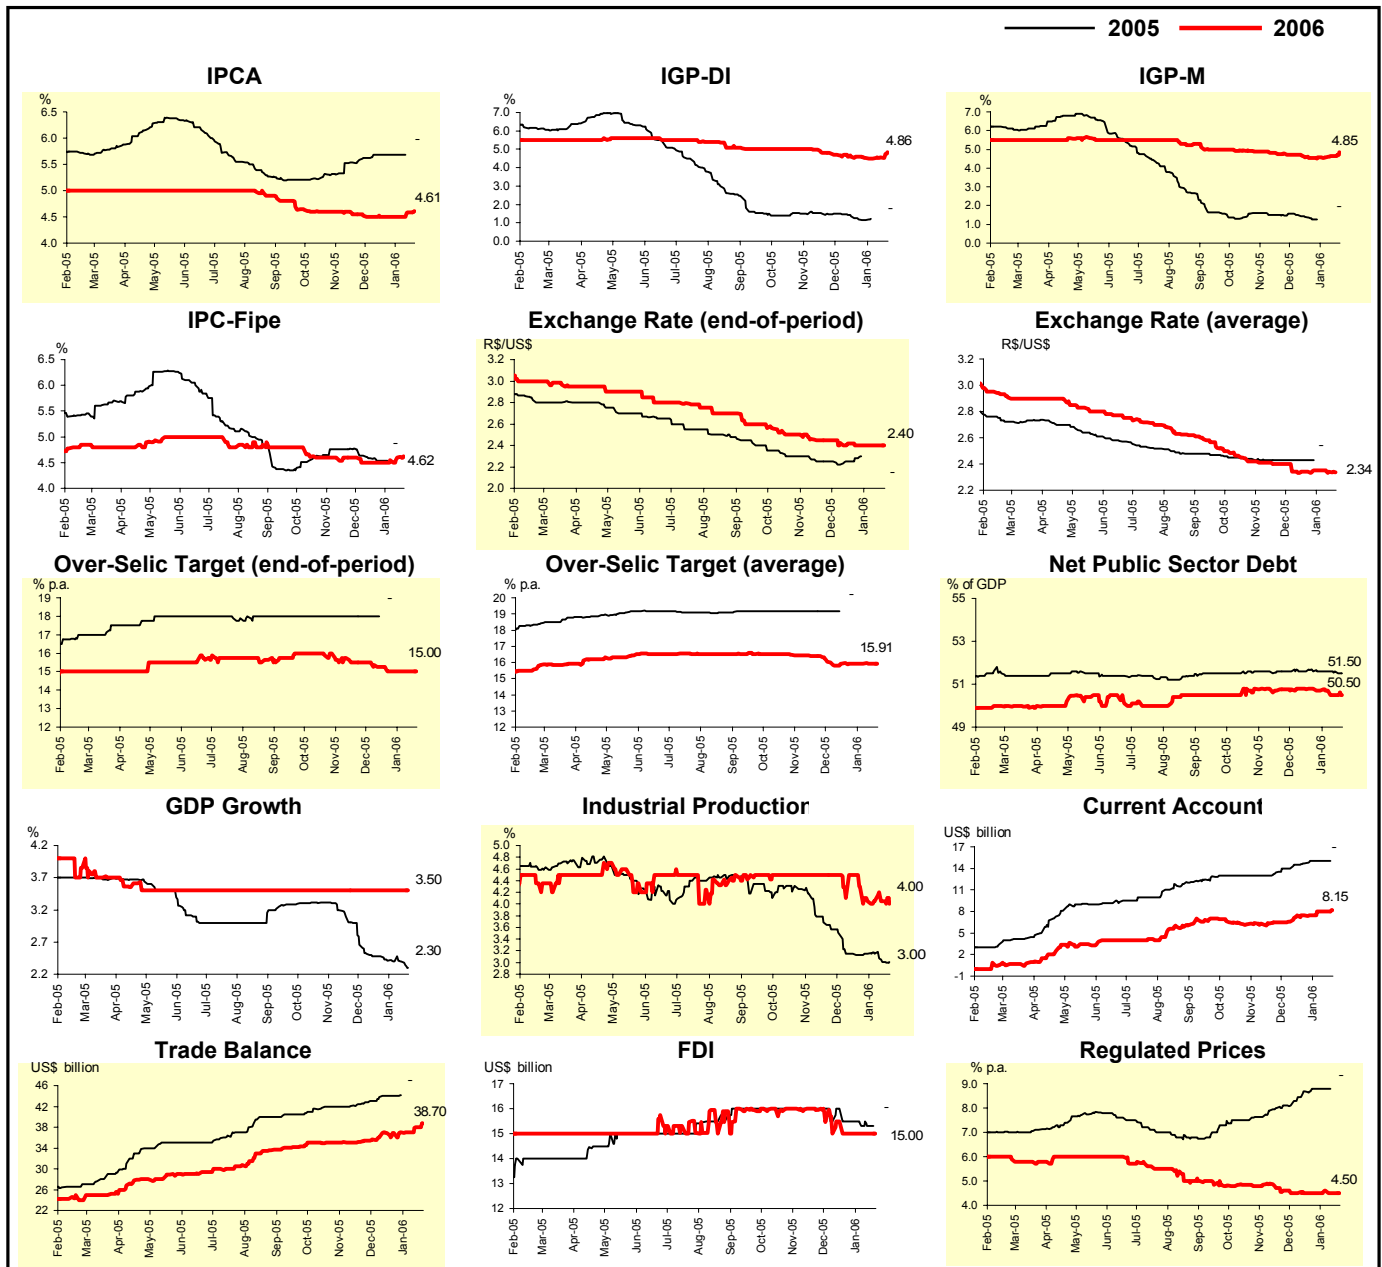 2005 2006
IPCA IGP-DI IGP-M
% % %
6.5 7.0 7.0
6.0 6.0 6.0
5.5 5.0 5.0
5.0 4.0 4.0
4.5 3.0 3.0
4.0 2.0 2.0
1.0 1.0
0.0 0.0
- 4.61 4.86 - 4.85 -
Feb-05 Mar-05 Apr-05 May-05 Jun-05 Jul-05 Aug-05 Sep-05 Oct-05 Nov-05 Dec-05 Jan-06
Feb-05 Mar-05 Apr-05 May-05 Jun-05 Jul-05 Aug-05 Sep-05 Oct-05 Nov-05 Dec-05 Jan-06
Feb-05 Mar-05 Apr-05 May-05 Jun-05 Jul-05 Aug-05 Sep-05 Oct-05 Nov-05 Dec-05 Jan-06
IPC-Fipe Exchange Rate (end-of-period) Exchange Rate (average)
% R$/US$ R$/US$
6.5 3.2 3.2
6.0 3.0 3.0
5.5 2.8 2.8
5.0 2.6 2.6
4.5 2.4 2.4
4.0 2.2 2.2
2.0
- 4.62 2.40 - - 2.34
Feb-05 Mar-05 Apr-05 May-05 Jun-05 Jul-05 Aug-05 Sep-05 Oct-05 Nov-05 Dec-05 Jan-06
Feb-05 Mar-05 Apr-05 May-05 Jun-05 Jul-05 Aug-05 Sep-05 Oct-05 Nov-05 Dec-05 Jan-06
Feb-05 Mar-05 Apr-05 May-05 Jun-05 Jul-05 Aug-05 Sep-05 Oct-05 Nov-05 Dec-05 Jan-06
Over-Selic Target (end-of-period) Over-Selic Target (average) Net Public Sector Debt
% p.a. % p.a. % of GDP
19 20 55
18 19 53
17 18 51
16 17 49
15 16
14 15
13 14
12 13
12
- 15.00 - 15.91 51.50 50.50
Feb-05 Mar-05 Apr-05 May-05 Jun-05 Jul-05 Aug-05 Sep-05 Oct-05 Nov-05 Dec-05 Jan-06
Feb-05 Mar-05 Apr-05 May-05 Jun-05 Jul-05 Aug-05 Sep-05 Oct-05 Nov-05 Dec-05 Jan-06
Feb-05 Mar-05 Apr-05 May-05 Jun-05 Jul-05 Aug-05 Sep-05 Oct-05 Nov-05 Dec-05 Jan-06
GDP Growth Industrial Production Current Account
% % US$ billion
4.2 5.0 17
3.7 4.8 14
3.2 4.6 11
2.7 4.4 8
2.2 4.2 5
4.0 2
3.8 -1
3.6
3.4
3.2
3.0
2.8
3.50 2.30 4.00 3.00 - 8.15
Feb-05 Mar-05 Apr-05 May-05 Jun-05 Jul-05 Aug-05 Sep-05 Oct-05 Nov-05 Dec-05 Jan-06
Feb-05 Mar-05 Apr-05 May-05 Jun-05 Jul-05 Aug-05 Sep-05 Oct-05 Nov-05 Dec-05 Jan-06
Feb-05 Mar-05 Apr-05 May-05 Jun-05 Jul-05 Aug-05 Sep-05 Oct-05 Nov-05 Dec-05 Jan-06
Trade Balance FDI Regulated Prices
US$ billion US$ billion % p.a.
46 17 9.0
42 16 8.0
38 15 7.0
34 14 6.0
30 13 5.0
26 12 4.0
22
- 38.70 - 15.00 - 4.50
Feb-05 Mar-05 Apr-05 May-05 Jun-05 Jul-05 Aug-05 Sep-05 Oct-05 Nov-05 Dec-05 Jan-06
Feb-05 Mar-05 Apr-05 May-05 Jun-05 Jul-05 Aug-05 Sep-05 Oct-05 Nov-05 Dec-05 Jan-06
Feb-05 Mar-05 Apr-05 May-05 Jun-05 Jul-05 Aug-05 Sep-05 Oct-05 Nov-05 Dec-05 Jan-06